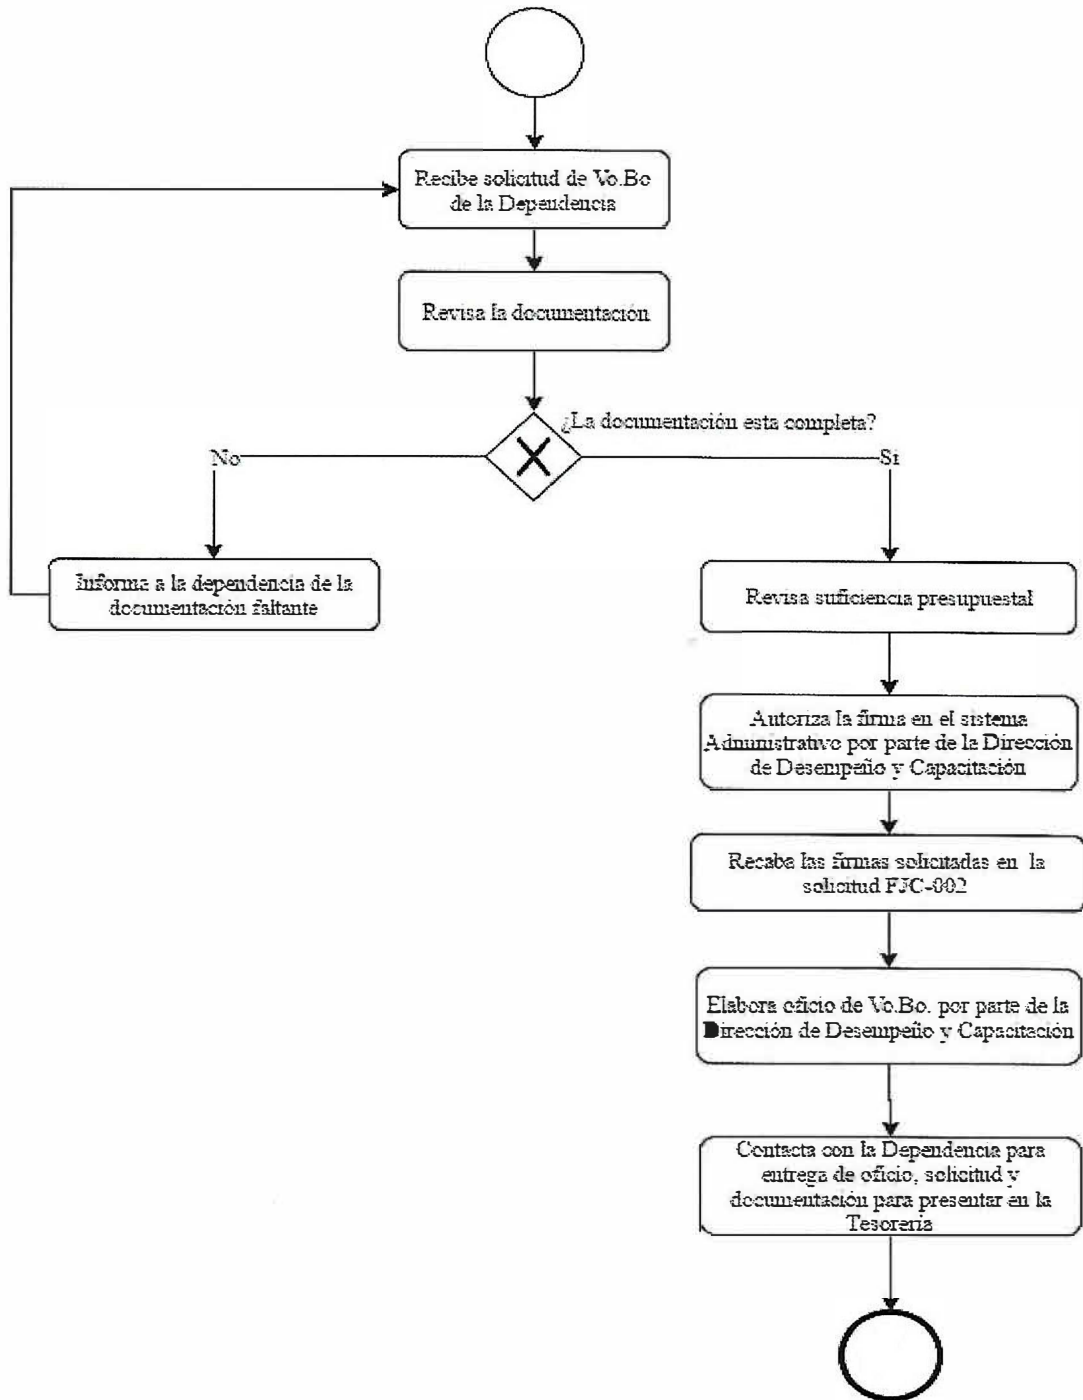 Recibe solicitud de Vo.Bo
de la Dependencia
Revisa la documentación
¿La documentación esta completa?
No
Si
Informa a la dependencia de la
documentación faltante
Revisa suficiencia presupuestal
Autoriza la firma en el sistema
Administrativo por parte de la Dirección
de Desempeño y Capacitación
Recaba las firmas solicitadas en la
solicitud FJC-002
Elabora oficio de Vo.Bo. por parte de la
Dirección de Desempeño y Capacitación
Contacta con la Dependencia para
entrega de oficio, solicitud y
documentación para presentar en la
Tesoreria